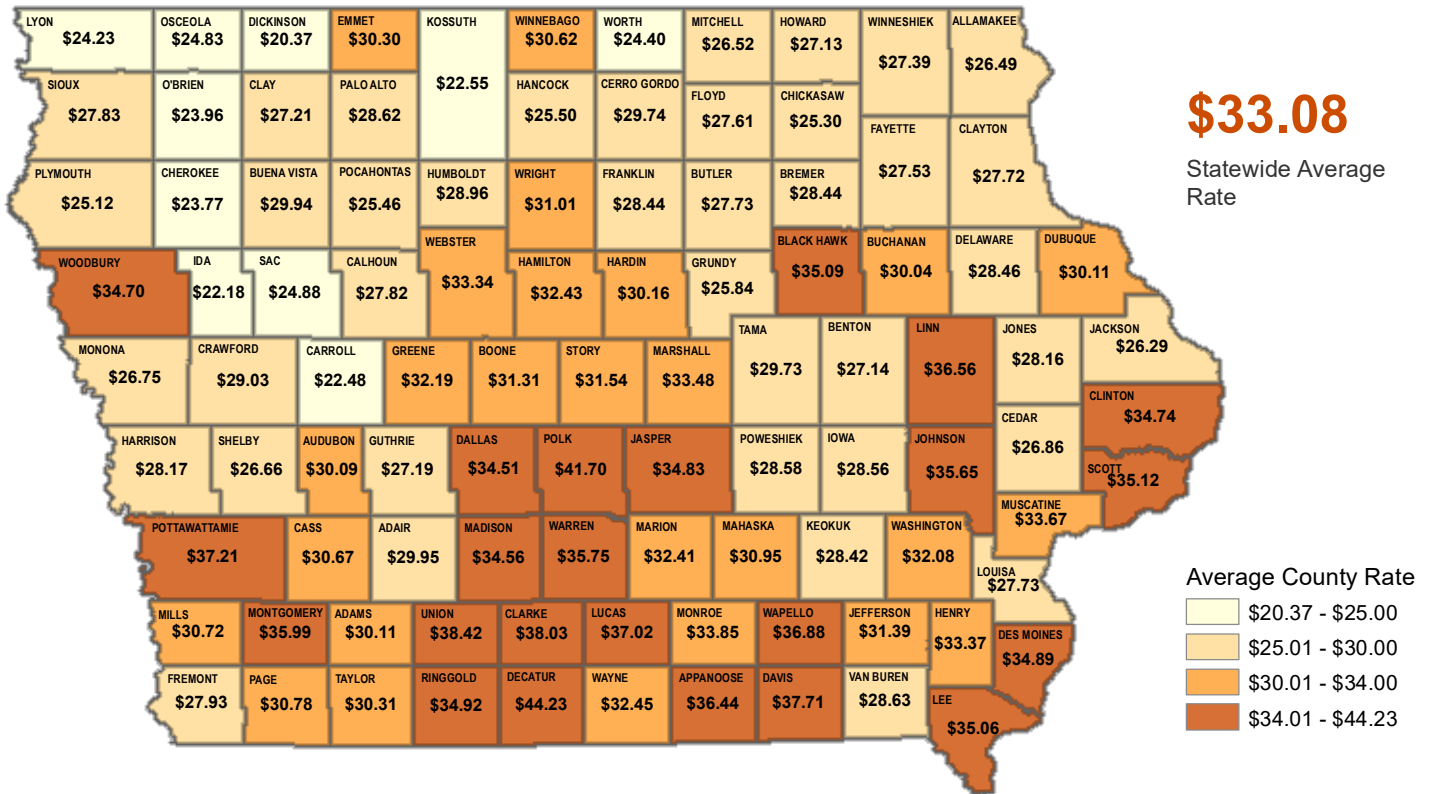 LYON
$24.23
OSCEOLA
$24.83
DICKINSON
$20.37
EMMET
$30.30
KOSSUTH
$22.55
WINNEBAGO
$30.62
WORTH
$24.40
MITCHELL
$26.52
HOWARD
$27.13
WINNESHIEK
$27.39
ALLAMAKEE
$26.49
SIOUX
$27.83
O'BRIEN
$23.96
CLAY
$27.21
PALO ALTO
$28.62
HANCOCK
$25.50
CERRO GORDO
$29.74
FLOYD
$27.61
CHICKASAW
$25.30
FAYETTE
$27.53
CLAYTON
$27.72
PLYMOUTH
$25.12
CHEROKEE
$23.77
BUENA VISTA
$29.94
POCAHONTAS
$25.46
HUMBOLDT
$28.96
WRIGHT
$31.01
FRANKLIN
$28.44
BUTLER
$27.73
BREMER
$28.44
WOODBURY
$34.70
IDA
$22.18
SAC
$24.88
CALHOUN
$27.82
WEBSTER
$33.34
HAMILTON
$32.43
HARDIN
$30.16
GRUNDY
$25.84
BLACK HAWK
$35.09
BUCHANAN
$30.04
DELAWARE
$28.46
DUBUQUE
$30.11
MONONA
$26.75
CRAWFORD
$29.03
CARROLL
$22.48
GREENE
$32.19
BOONE
$31.31
STORY
$31.54
MARSHALL
$33.48
TAMA
$29.73
BENTON
$27.14
LINN
$36.56
JONES
$28.16
JACKSON
$26.29
CLINTON
$34.74
CEDAR
$26.86
SCOTT
$35.12
HARRISON
$28.17
SHELBY
$26.66
AUDUBON
$30.09
GUTHRIE
$27.19
DALLAS
$34.51
POLK
$41.70
JASPER
$34.83
POWESHIEK
$28.58
IOWA
$28.56
JOHNSON
$35.65
MUSCATINE
$33.67
POTTAWATTAMIE
$37.21
CASS
$30.67
ADAIR
$29.95
MADISON
$34.56
WARREN
$35.75
MARION
$32.41
MAHASKA
$30.95
KEOKUK
$28.42
WASHINGTON
$32.08
LOUISA
$27.73
MILLS
$30.72
MONTGOMERY
$35.99
ADAMS
$30.11
UNION
$38.42
CLARKE
$38.03
LUCAS
$37.02
MONROE
$33.85
WAPELLO
$36.88
JEFFERSON
$31.39
HENRY
$33.37
DES MOINES
$34.89
FREMONT
$27.93
PAGE
$30.78
TAYLOR
$30.31
RINGGOLD
$34.92
DECATUR
$44.23
WAYNE
$32.45
APPANOOSE
$36.44
DAVIS
$37.71
VAN BUREN
$28.63
LEE
$35.06
$33.08
Statewide Average
Rate
Average County Rate
$20.37 - $25.00
$25.01 - $30.00
$30.01 - $34.00
$34.01 - $44.23